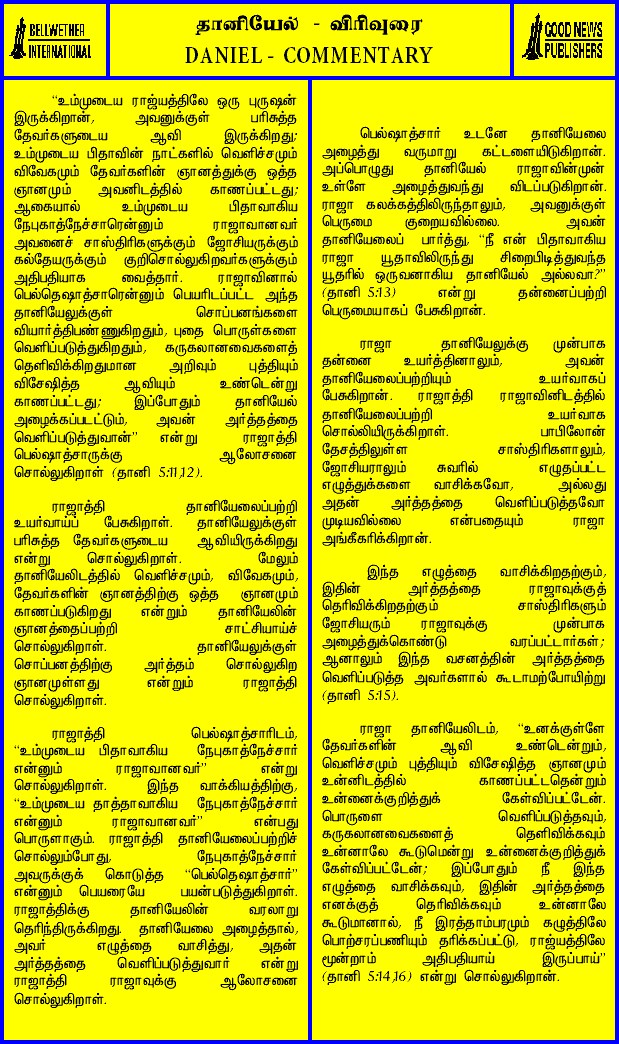 BELLWETHER
INTERNATIONAL
தானியேல் - விரிவுரை
DANIEL - COMMENTARY
GOOD NEWS
PUBLISHERS
“உம்முடைய ராஜ்யத்திலே ஒரு புருஷன்
இருக்கிறான், அவனுக்குள் பரிசுத்த
தேவர்களுடைய ஆவி இருக்கிறது;
உம்முடைய பிதாவின் நாட்களில் வெளிச்சமும்
விவேகமும் தேவர்களின் ஞானத்துக்கு ஒத்த
ஞானமும் அவனிடத்தில் காணப்பட்டது;
ஆகையால் உம்முடைய பிதாவாகிய
நேபுகாத்நேச்சாரென்னும் ராஜாவானவர்
அவனைச் சாஸ்திரிகளுக்கும் ஜோசியருக்கும்
கல்தேயருக்கும் குறிசொல்லுகிறவர்களுக்கும்
அதிபதியாக வைத்தார். ராஜாவினால்
பெல்தெஷாத்சாரென்னும் பெயரிடப்பட்ட அந்த
தானியேலுக்குள் சொப்பனங்களை
வியார்த்திபண்ணுகிறதும், புதை பொருள்களை
வெளிப்படுத்துகிறதும், கருகலானவைகளைத்
தெளிவிக்கிறதுமான அறிவும் புத்தியும்
விசேஷித்த ஆவியும் உண்டென்று
காணப்பட்டது; இப்போதும் தானியேல்
அழைக்கப்படட்டும், அவன் அர்த்தத்தை
வெளிப்படுத்துவான்” என்று ராஜாத்தி
பெல்ஷாத்சாருக்கு ஆலோசனை
சொல்லுகிறாள் (தானி 5:11,12).
ராஜாத்தி தானியேலைப்பற்றி
உயர்வாய்ப் பேசுகிறாள். தானியேலுக்குள்
பரிசுத்த தேவர்களுடைய ஆவியிருக்கிறது
என்று சொல்லுகிறாள். மேலும்
தானியேலிடத்தில் வெளிச்சமும், விவேகமும்,
தேவர்களின் ஞானத்திற்கு ஒத்த ஞானமும்
காணப்படுகிறது என்றும் தானியேலின்
ஞானத்தைப்பற்றி சாட்சியாய்ச்
சொல்லுகிறாள். தானியேலுக்குள்
சொப்பனத்திற்கு அர்த்தம் சொல்லுகிற
ஞானமுள்ளது என்றும் ராஜாத்தி
சொல்லுகிறாள்.
ராஜாத்தி பெல்ஷாத்சாரிடம்,
“உம்முடைய பிதாவாகிய நேபுகாத்நேச்சார்
என்னும் ராஜாவானவர்” என்று
சொல்லுகிறாள். இந்த வாக்கியத்திற்கு,
“உம்முடைய தாத்தாவாகிய நேபுகாத்நேச்சார்
என்னும் ராஜாவானவர்” என்பது
பொருளாகும். ராஜாத்தி தானியேலைப்பற்றிச்
சொல்லும்போது, நேபுகாத்நேச்சார்
அவருக்குக் கொடுத்த “பெல்தெஷாத்சார்”
என்னும் பெயரையே பயன்படுத்துகிறாள்.
ராஜாத்திக்கு தானியேலின் வரலாறு
தெரிந்திருக்கிறது. தானியேலை அழைத்தால்,
அவர் எழுத்தை வாசித்து, அதன்
அர்த்தத்தை வெளிப்படுத்துவார் என்று
ராஜாத்தி ராஜாவுக்கு ஆலோசனை
சொல்லுகிறாள்.
பெல்ஷாத்சார் உடனே தானியேலை
அழைத்து வருமாறு கட்டளையிடுகிறான்.
அப்பொழுது தானியேல் ராஜாவின்முன்
உள்ளே அழைத்துவந்து விடப்படுகிறான்.
ராஜா கலக்கத்திலிருந்தாலும், அவனுக்குள்
பெருமை குறையவில்லை. அவன்
தானியேலைப் பார்த்து, “நீ என் பிதாவாகிய
ராஜா யூதாவிலிருந்து சிறைபிடித்துவந்த
யூதரில் ஒருவனாகிய தானியேல் அல்லவா?”
(தானி 5:13) என்று தன்னைப்பற்றி
பெருமையாகப் பேசுகிறான்.
ராஜா தானியேலுக்கு முன்பாக
தன்னை உயர்த்தினாலும், அவன்
தானியேலைப்பற்றியும் உயர்வாகப்
பேசுகிறான். ராஜாத்தி ராஜாவினிடத்தில்
தானியேலைப்பற்றி உயர்வாக
சொல்லியிருக்கிறாள். பாபிலோன்
தேசத்திலுள்ள சாஸ்திரிகளாலும்,
ஜோசியராலும் சுவரில் எழுதப்பட்ட
எழுத்துக்களை வாசிக்கவோ, அல்லது
அதன் அர்த்தத்தை வெளிப்படுத்தவோ
முடியவில்லை என்பதையும் ராஜா
அங்கீகரிக்கிறான்.
இந்த எழுத்தை வாசிக்கிறதற்கும்,
இதின் அர்த்தத்தை ராஜாவுக்குத்
தெரிவிக்கிறதற்கும் சாஸ்திரிகளும்
ஜோசியரும் ராஜாவுக்கு முன்பாக
அழைத்துக்கொண்டு வரப்பட்டார்கள்;
ஆனாலும் இந்த வசனத்தின் அர்த்தத்தை
வெளிப்படுத்த அவர்களால் கூடாமற்போயிற்று
(தானி 5:15).
ராஜா தானியேலிடம், “உனக்குள்ளே
தேவர்களின் ஆவி உண்டென்றும்,
வெளிச்சமும் புத்தியும் விசேஷித்த ஞானமும்
உன்னிடத்தில் காணப்பட்டதென்றும்
உன்னைக்குறித்துக் கேள்விப்பட்டேன்.
பொருளை வெளிப்படுத்தவும்,
கருகலானவைகளைத் தெளிவிக்கவும்
உன்னாலே கூடுமென்று உன்னைக்குறித்துக்
கேள்விப்பட்டேன்; இப்போதும் நீ இந்த
எழுத்தை வாசிக்கவும், இதின் அர்த்தத்தை
எனக்குத் தெரிவிக்கவும் உன்னாலே
கூடுமானால், நீ இரத்தாம்பரமும் கழுத்திலே
பொற்சரப்பணியும் தரிக்கப்பட்டு, ராஜ்யத்திலே
மூன்றாம் அதிபதியாய் இருப்பாய்”
(தானி 5:14,16) என்று சொல்லுகிறான்.